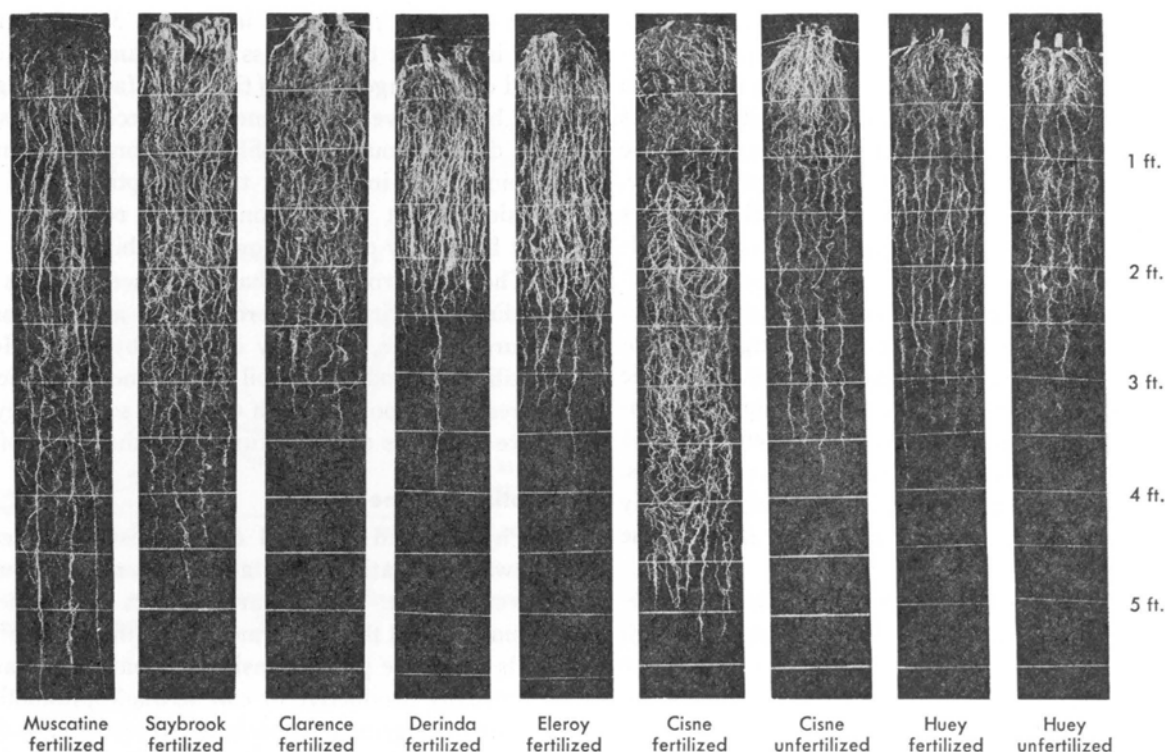 1 ft.
2 ft.
3 ft.
4 ft.
5 ft.
Muscatine
fertilized
Saybrook
fertilized
Clarence
fertilized
Derinda
fertilized
Eleroy
fertilized
Cisne
fertilized
Cisne
unfertilized
Huey
fertilized
Huey
unfertilized